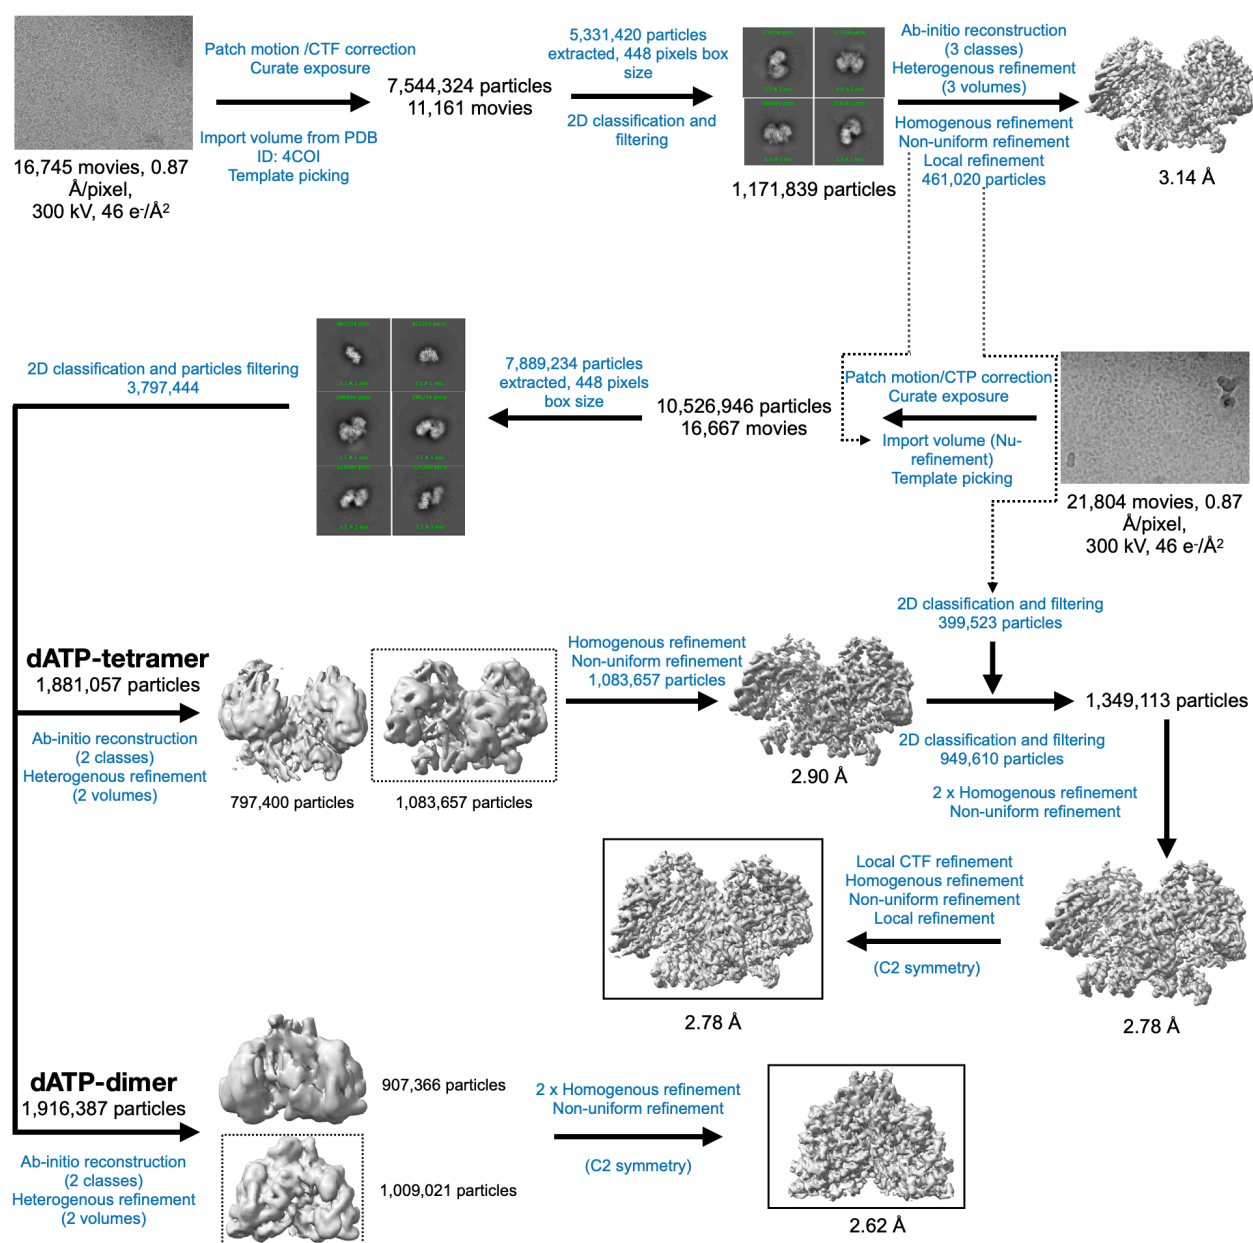 Patch motion /CTF correction
Curate exposure
Import volume from PDB
ID: 4COI
Template picking
16,745 movies, 0.87
Å/pixel,
300 kV, 46 e-/Å2
7,544,324 particles
11,161 movies
5,331,420 particles
extracted, 448 pixels box
size
2D classification and
filtering
1,171,839 particles
Ab-initio reconstruction
(3 classes)
Heterogenous refinement
(3 volumes)
Homogenous refinement
Non-uniform refinement
Local refinement
461,020 particles
3.14 Å
2D classification and particles filtering
3,797,444
7,889,234 particles
extracted, 448 pixels
box size
10,526,946 particles
16,667 movies
Patch motion/CTP correction
Curate exposure
Import volume (Nu-
refinement)
Template picking
21,804 movies, 0.87
Å/pixel,
300 kV, 46 e-/Å2
2D classification and filtering
399,523 particles
dATP-tetramer
1,881,057 particles
Ab-initio reconstruction
(2 classes)
Heterogenous refinement
(2 volumes)
797,400 particles
1,083,657 particles
Homogenous refinement
Non-uniform refinement
1,083,657 particles
2.90 Å
1,349,113 particles
2D classification and filtering
949,610 particles
2 x Homogenous refinement
Non-uniform refinement
Local CTF refinement
Homogenous refinement
Non-uniform refinement
Local refinement
(C2 symmetry)
2.78 Å
2.78 Å
dATP-dimer
1,916,387 particles
Ab-initio reconstruction
(2 classes)
Heterogenous refinement
(2 volumes)
907,366 particles
1,009,021 particles
2 x Homogenous refinement
Non-uniform refinement
(C2 symmetry)
2.62 Å